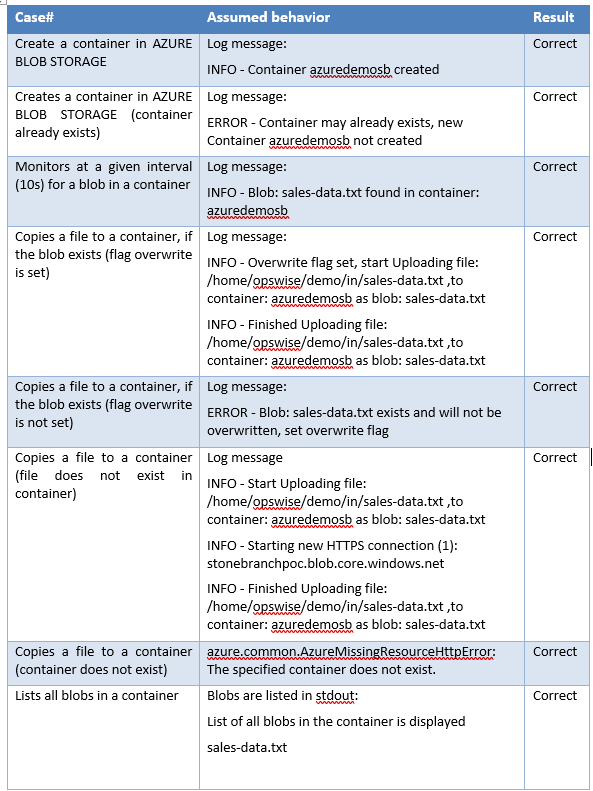 Case#
Assumed behavior
Result
Create a container in AZURE
BLOB STORAGE
Log message:
INFO - Container azuredemosb created
Correct
Creates a container in AZURE
BLOB STORAGE (container
already exists)
Log message:
ERROR - Container may already exists, new
Container azuredemosb not created
Correct
Monitors at a given interval
(10s) for a blob in a container
Log message:
INFO - Blob: sales-data.txt found in container:
azuredemosb
Correct
Copies a file to a container, if
the blob exists (flag overwrite
is set)
Log message:
INFO - Overwrite flag set, start Uploading file:
/home/opswise/demo/in/sales-data.txt ,to
container: azuredemosb as blob: sales-data.txt
INFO - Finished Uploading file:
/home/opswise/demo/in/sales-data.txt ,to
container: azuredemosb as blob: sales-data.txt
Correct
Copies a file to a container, if
the blob exists (flag overwrite
is not set)
Log message:
ERROR - Blob: sales-data.txt exists and will not be
overwritten, set overwrite flag
Correct
Copies a file to a container
(file does not exist in
container)
Log message
INFO - Start Uploading file:
/home/opswise/demo/in/sales-data.txt ,to
container: azuredemosb as blob: sales-data.txt
INFO - Starting new HTTPS connection (1):
stonebranchpoc.blob.core.windows.net
INFO - Finished Uploading file:
/home/opswise/demo/in/sales-data.txt ,to
container: azuredemosb as blob: sales-data.txt
Correct
Copies a file to a container
(container does not exist)
azure.common.AzureMissingResourceHttpError:
The specified container does not exist.
Correct
Lists all blobs in a container
Blobs are listed in stdout:
List of all blobs in the container is displayed
sales-data.txt
Correct